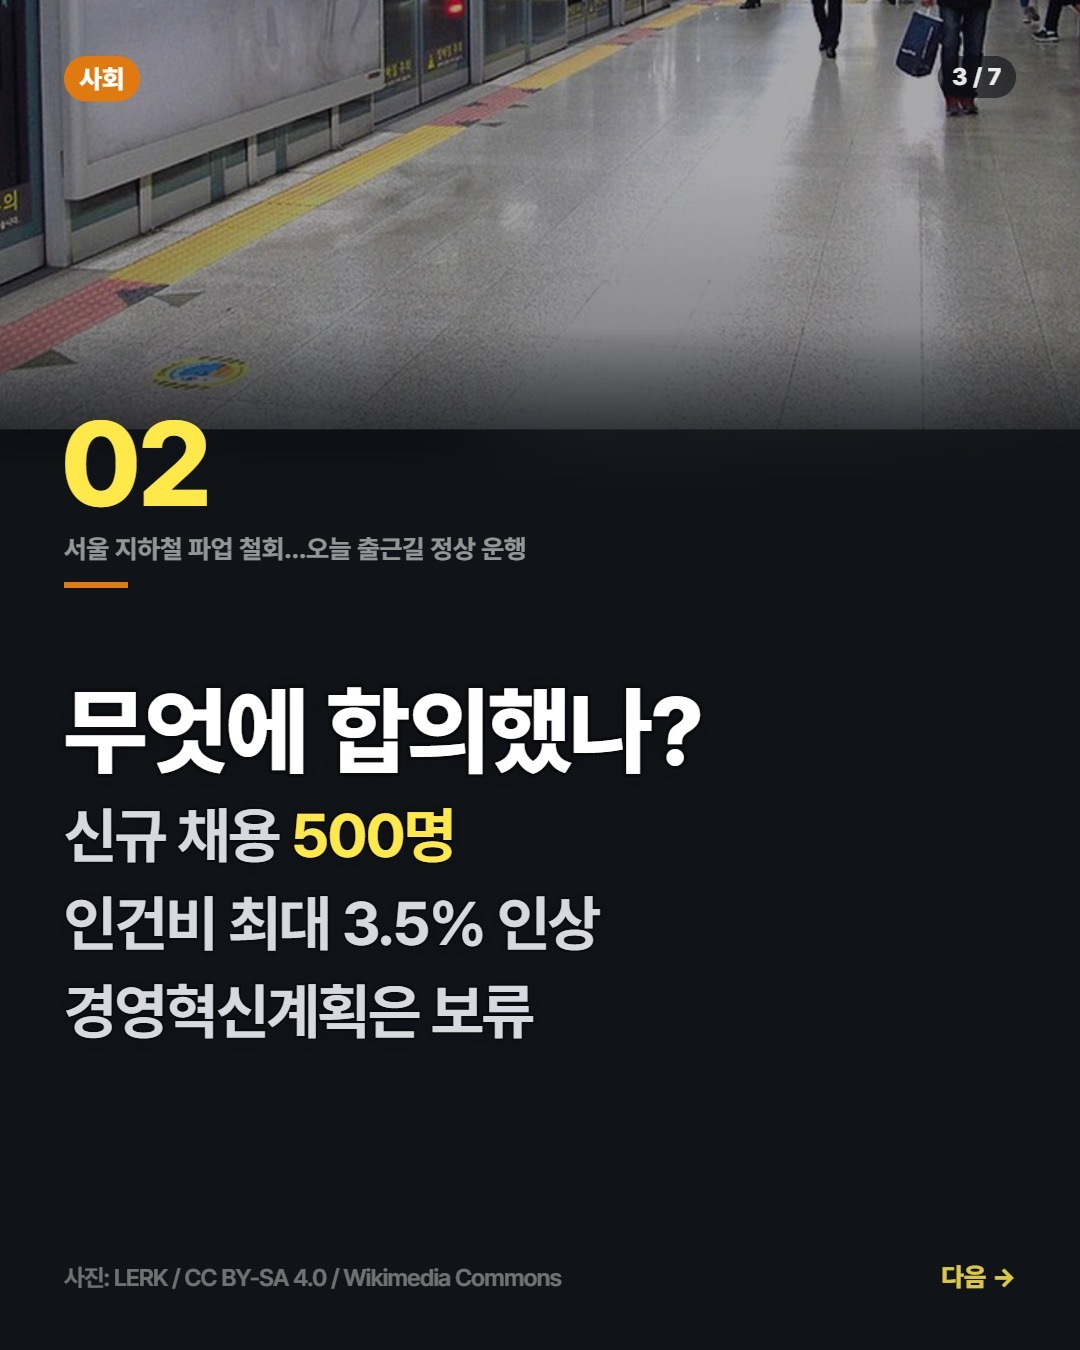 사회
3 / 7
02
서울 지하철 파업 철회...오늘 출근길 정상 운행
무엇에 합의했나?
신규 채용 500명
인건비 최대 3.5% 인상
경영혁신계획은 보류
사진: LERK / CC BY-SA 4.0 / Wikimedia Commons
다음 →